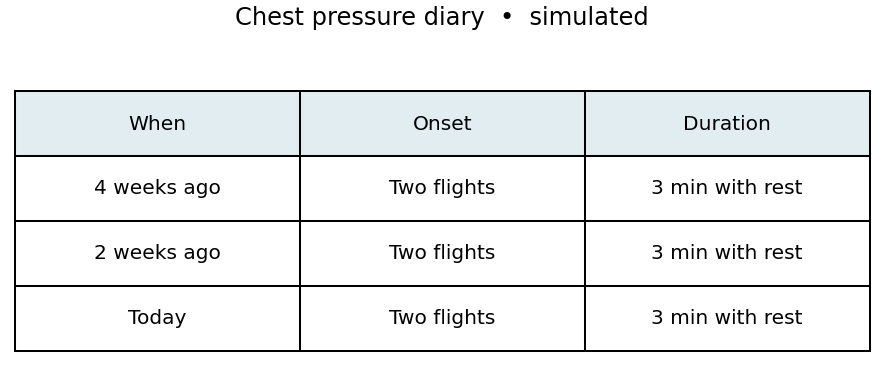 Chest pressure diary • simulated
When Onset Duration
4 weeks ago Two flights 3 min with rest
2 weeks ago Two flights 3 min with rest
Today Two flights 3 min with rest